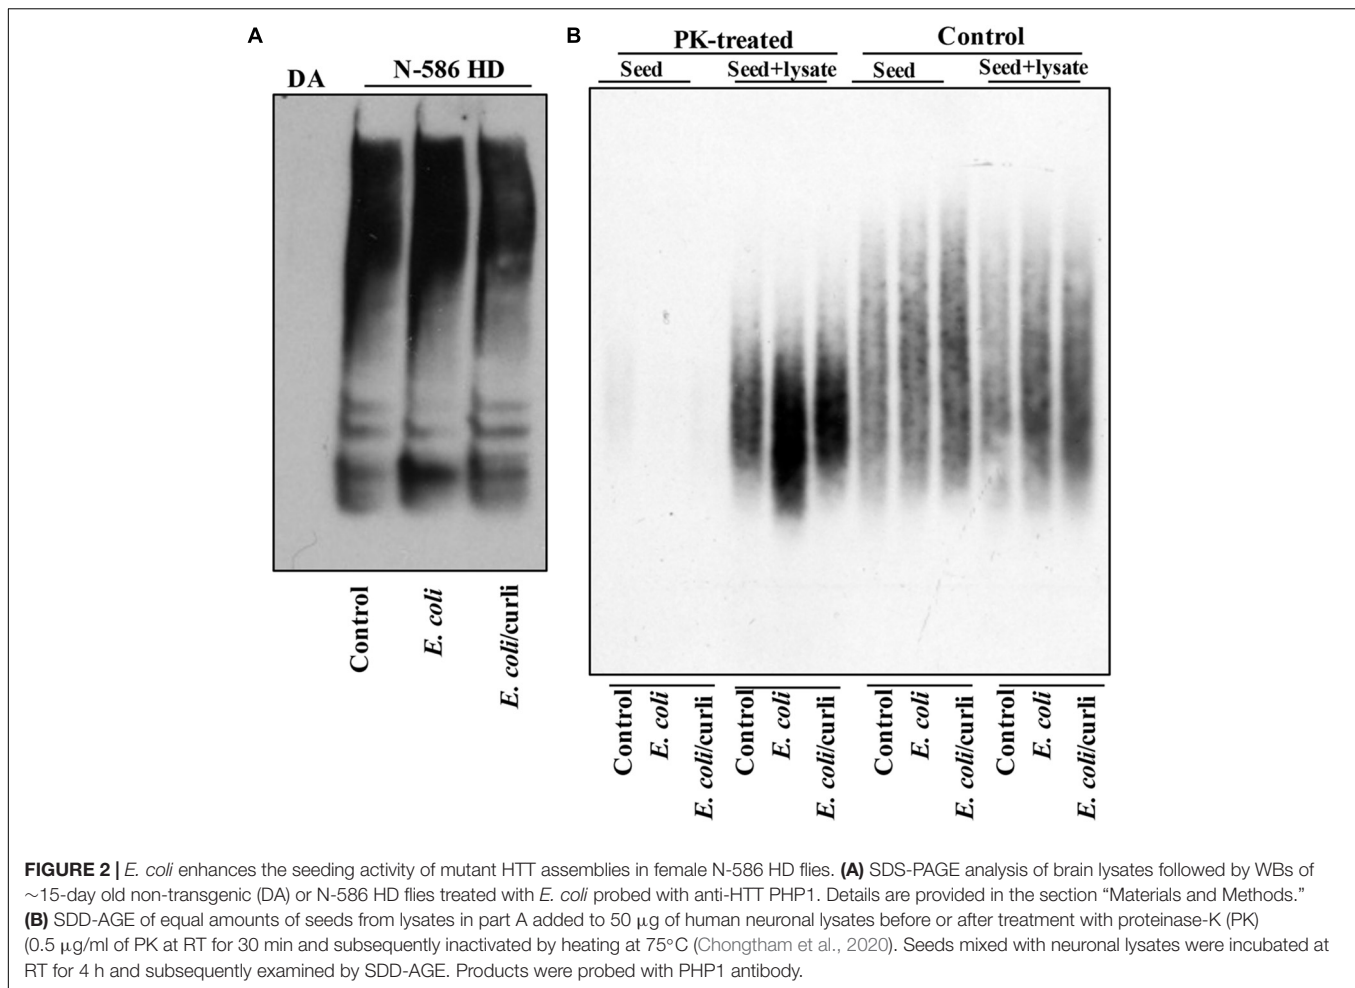 A
DA
N-586 HD
Control
E. coli
E. coli/curli
B
PK-treated
Control
Seed
Seed+lysate
Seed
Seed+lysate
Control
E. coli
E. coli/curli
Control
E. coli
E. coli/curli
Control
E. coli
E. coli/curli
Control
E. coli
E. coli/curli
FIGURE 2 | E. coli enhances the seeding activity of mutant HTT assemblies in female N-586 HD flies. (A) SDS-PAGE analysis of brain lysates followed by WBs of
~15-day old non-transgenic (DA) or N-586 HD flies treated with E. coli probed with anti-HTT PHP1. Details are provided in the section “Materials and Methods.”
(B) SDD-AGE of equal amounts of seeds from lysates in part A added to 50 μg of human neuronal lysates before or after treatment with proteinase-K (PK)
(0.5 μg/ml of PK at RT for 30 min and subsequently inactivated by heating at 75°C (Chongtham et al., 2020). Seeds mixed with neuronal lysates were incubated at
RT for 4 h and subsequently examined by SDD-AGE. Products were probed with PHP1 antibody.